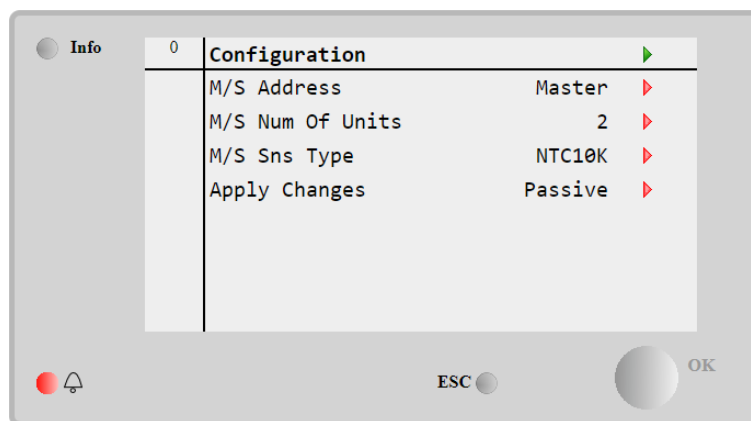 Info
0 Configuration
M/S Address Master
M/S Num Of Units 2
M/S Sns Type NTC10K
Apply Changes Passive
ESC
OK